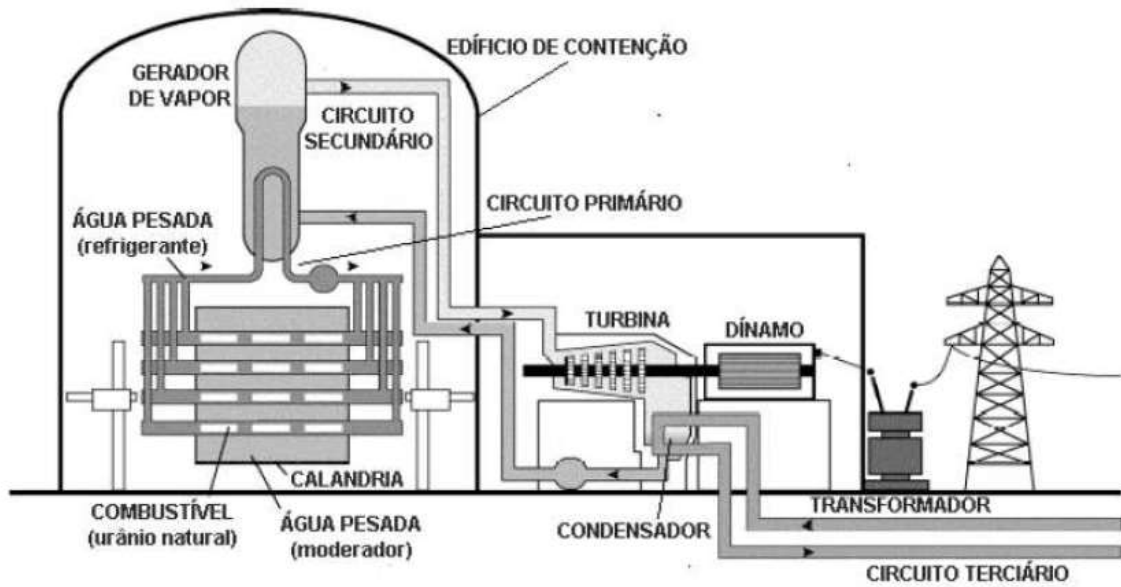 EDÍFICIO DE CONTENÇÃO
GERADOR
DE VAPOR
CIRCUITO
SECUNDÁRIO
CIRCUITO PRIMÁRIO
ÁGUA PESADA
(refrigerante)
TURBINA
DÍNAMO
CALANDRIA
COMBUSTÍVEL
(urânio natural)
ÁGUA PESADA
(moderador)
CONDENSADOR
TRANSFORMADOR
CIRCUITO TERCIÁRIO